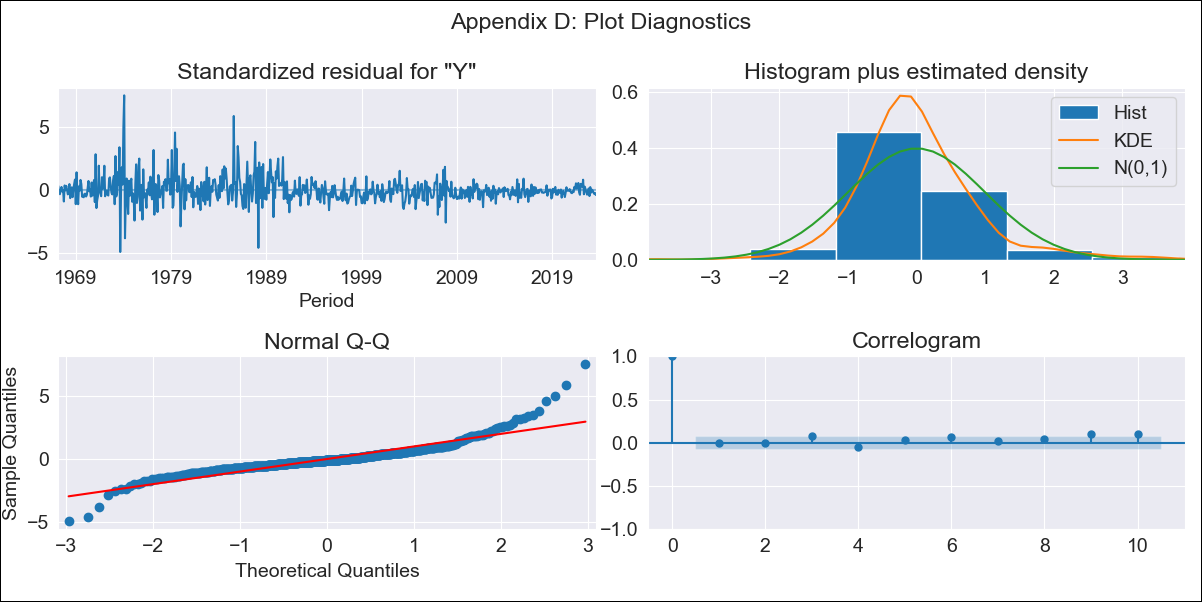 Appendix D: Plot Diagnostics
Standardized residual for "Y"
5
0
−5
1969 1979 1989 1999 2009 2019
Period
Histogram plus estimated density
0.6
0.4
0.2
0.0
−3 −2 −1 0 1 2 3
Hist
KDE
N(0,1)
Normal Q-Q
Sample Quantiles
5
0
−5
−3 −2 −1 0 1 2 3
Theoretical Quantiles
Correlogram
1.0
0.5
0.0
−0.5
−1.0
0 2 4 6 8 10